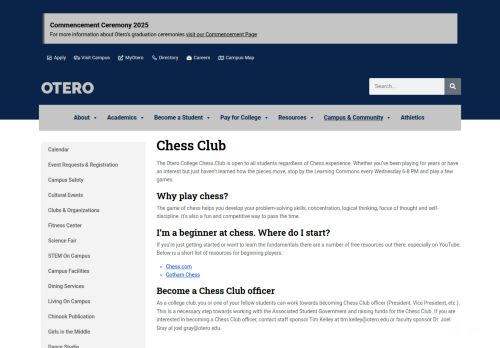 Commencement Ceremony 2025
For more information about Otero's graduation ceremonies visit our Commencement Page
Apply Visit Campus MyOtero Directory Careers Campus Map
OTERO
Search...
About Academics Become a Student Pay for College Resources Campus & Community Athletics
Calendar
Event Requests & Registration
Campus Safety
Cultural Events
Clubs & Organizations
Fitness Center
Science Fair
STEM On Campus
Campus Facilities
Dining Services
Living On Campus
Chinook Publication
Girls in the Middle
Dance Studio
Chess Club
The Otero College Chess Club is open to all students regardless of Chess experience. Whether you've been playing for years or have
an interest but just haven't learned how the pieces move, stop by the Learning Commons every Wednesday 6-8 PM and play a few
games.
Why play chess?
The game of chess helps you develop your problem-solving skills, concentration, logical thinking, focus of thought and self-
discipline. It's also a fun and competitive way to pass the time.
I'm a beginner at chess. Where do I start?
If you're just getting started or want to learn the fundamentals there are a number of free resources out there, especially on YouTube.
Below is a short list of resources for beginning players:
Chess.com
Gotham Chess
Become a Chess Club officer
As a college club, you or one of your fellow students can work towards becoming Chess Club officer (President, Vice President, etc.).
This is a necessary step towards working with the Associated Student Government and raising funds for the Chess Club. If you are
interested in becoming a Chess Club officer, contact staff sponsor Tim Kelley at tim.kelley@otero.edu or faculty sponsor Dr. Joel
Gray at joel.gray@otero.edu.